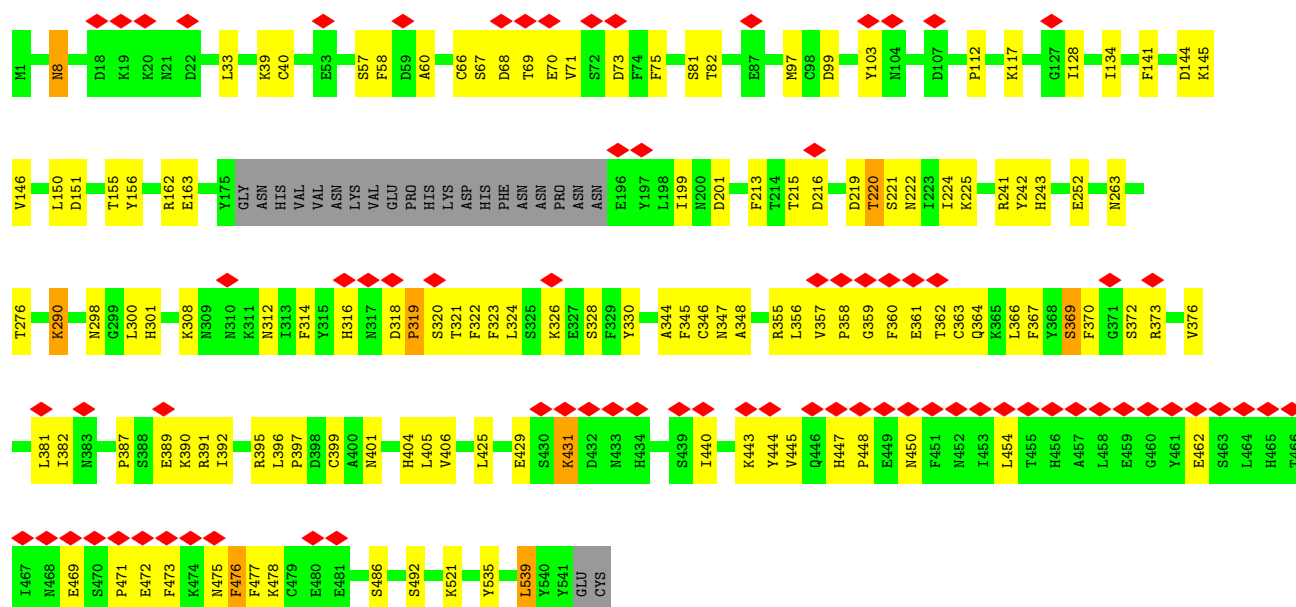 M1 N8 D18 K19 K20 N21 D22 L33 K39 C40 E53 S57 F58 D59 A60 C66 S67 D68 T69 E70 V71 S72 D73 F74 F75 S81 T82 E87 M97 C98 D99 Y103 N104 D107 P112 K117 G127 I128 I134 F141 D144 K145
V146 L150 D151 T155 Y156 R162 E163 Y175 GLY ASN HIS VAL VAL ASN LYS VAL GLU PRO HIS LYS ASP HIS PHE ASN ASN PRO ASN ASN E196 Y197 L198 I199 N200 D201 F213 T214 T215 D216 D219 T220 S221 N222 I223 I224 K225 R241 Y242 H243 E252 N263
T276 K290 N298 G299 L300 H301 K308 N309 N310 K311 N312 I313 F314 Y315 H316 N317 D318 P319 S320 T321 F322 F323 L324 S325 K326 E327 S328 F329 Y330 A344 F345 C346 N347 A348 R355 L356 V357 P358 G359 F360 E361 T362 C363 Q364 K365 L366 F367 Y368 S369 F370 G371 S372 R373 V376
L381 I382 N383 P387 S388 E389 K390 R391 I392 R395 L396 P397 D398 C399 A400 N401 H404 L405 V406 L425 E429 S430 K431 D432 N433 H434 S439 I440 K443 Y444 V445 Q446 H447 P448 E449 N450 F451 N452 I453 L454 T455 H456 A457 L458 E459 G460 Y461 E462 S463 L464 H465 T466
I467 N468 E469 S470 P471 E472 F473 K474 N475 F476 F477 K478 C479 E480 E481 S486 S492 K521 Y535 L539 Y540 Y541 GLU CYS